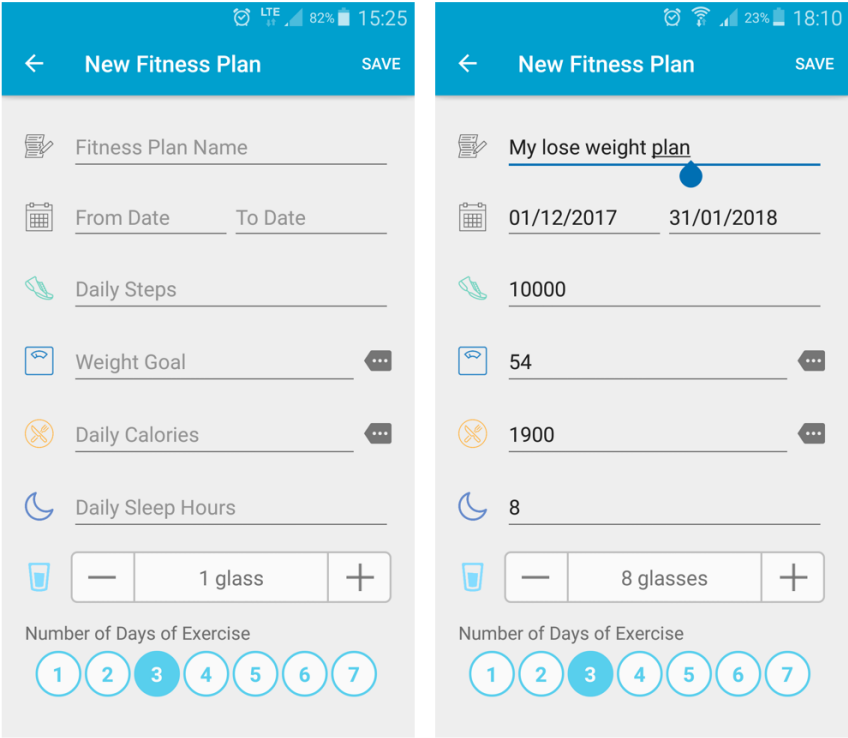 LTE 82% 15:25
New Fitness Plan SAVE
Fitness Plan Name
From Date To Date
Daily Steps
Weight Goal
Daily Calories
Daily Sleep Hours
1 glass
Number of Days of Exercise
1 2 3 4 5 6 7
23% 18:10
New Fitness Plan SAVE
My lose weight plan
01/12/2017 31/01/2018
10000
54
1900
8
8 glasses
Number of Days of Exercise
1 2 3 4 5 6 7